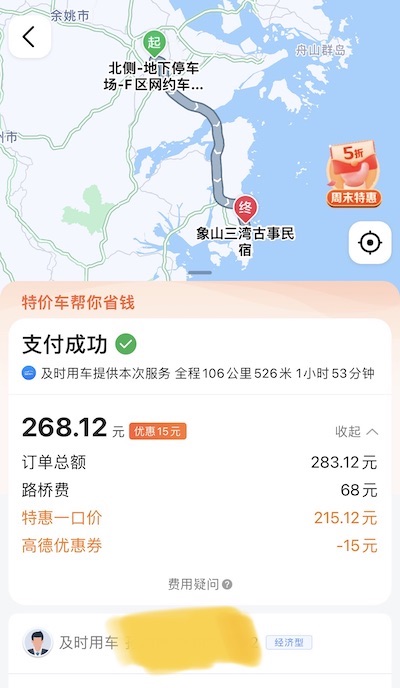 余姚市
起
北侧-地下停车
场-F区网约车...
舟山群岛
州市
5折
周末特惠
终
象山三湾古事民
宿
特价车帮你省钱
支付成功
及时用车提供本次服务 全程106公里526米 1小时53分钟
268.12 元 优惠15元 收起
订单总额 283.12元
路桥费 68元
特惠一口价 215.12元
高德优惠券 -15元
费用疑问
及时用车 2 经济型